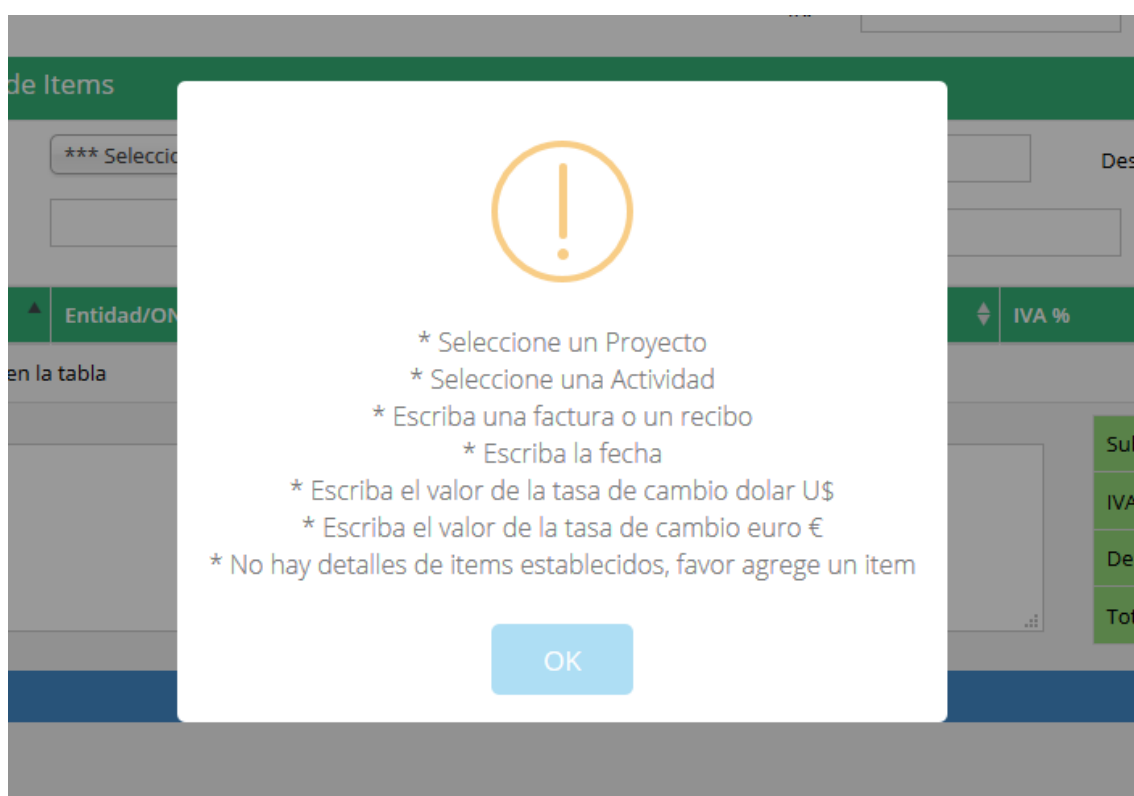 de Items
*** Seleccio
Des
Entidad/ON
IVA %
en la tabla
* Seleccione un Proyecto
* Seleccione una Actividad
* Escriba una factura o un recibo
* Escriba la fecha
* Escriba el valor de la tasa de cambio dolar U$
* Escriba el valor de la tasa de cambio euro €
* No hay detalles de items establecidos, favor agrege un item
Sul
IVA
De
Tot
OK